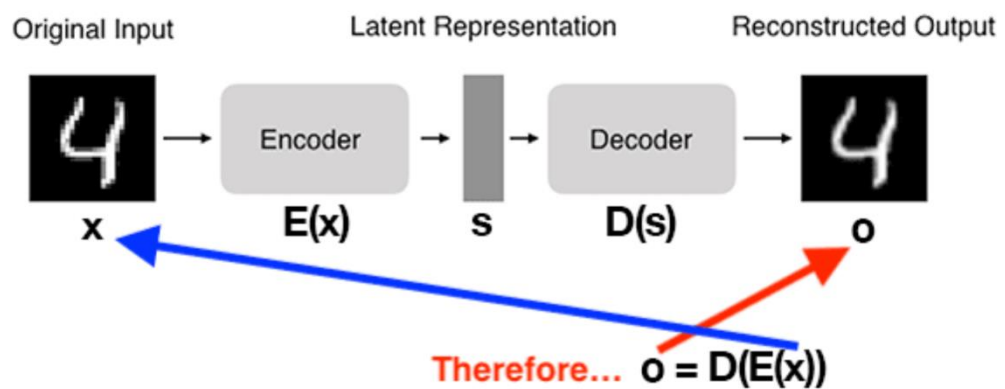 Original Input Latent Representation Reconstructed Output
Encoder Decoder
x E(x) s D(s) o
Therefore... o = D(E(x))